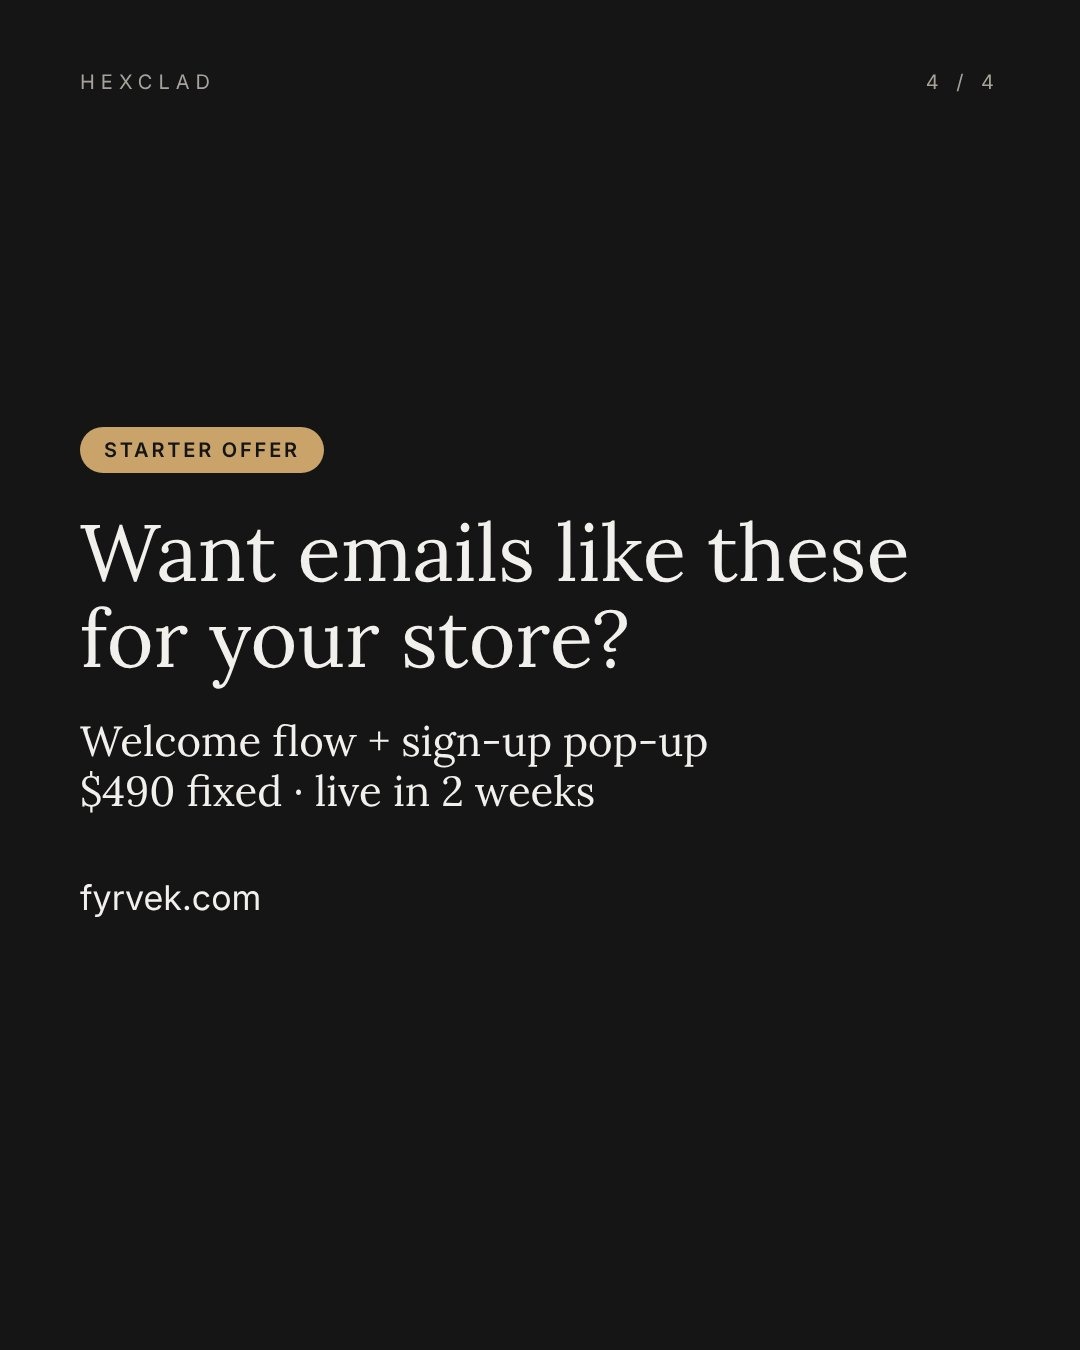 HEXCLAD
4 / 4
STARTER OFFER
Want emails like these
for your store?
Welcome flow + sign-up pop-up
$490 fixed · live in 2 weeks
fyrvek.com